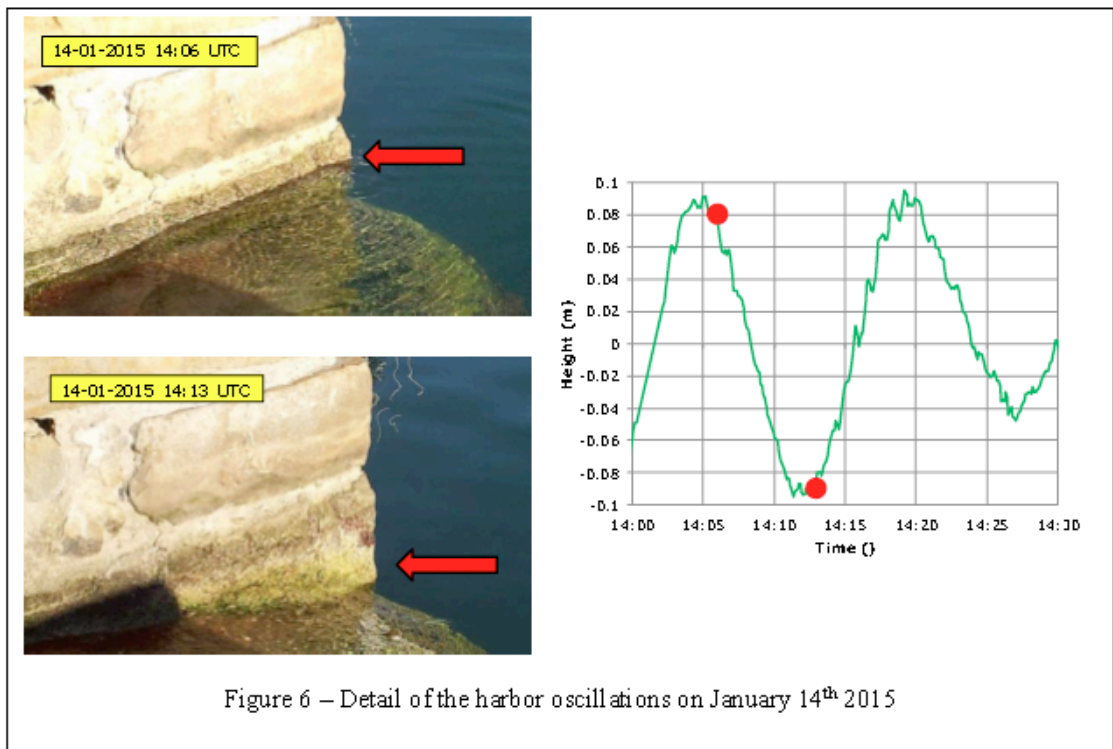 14-01-2015 14:06 UTC
14-01-2015 14:13 UTC
Height (m)
0.1
0.08
0.06
0.04
0.02
0
-0.02
-0.04
-0.06
-0.08
-0.1
14:00 14:05 14:10 14:15 14:20 14:25 14:30
Time ()
Figure 6 – Detail of the harbor oscillations on January 14th 2015